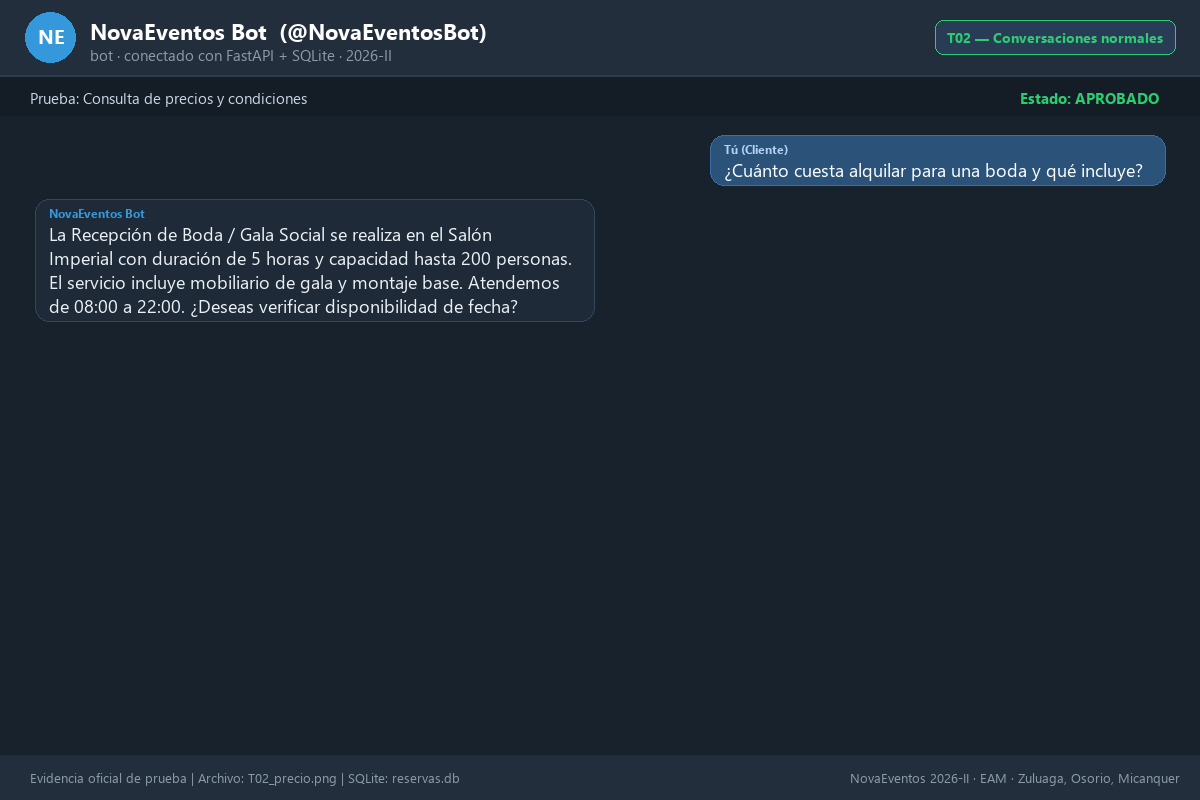 NE
NovaEventos Bot (@NovaEventosBot)
bot · conectado con FastAPI + SQLite · 2026-II
T02 — Conversaciones normales
Prueba: Consulta de precios y condiciones
Estado: APROBADO
Tú (Cliente)
¿Cuánto cuesta alquilar para una boda y qué incluye?
NovaEventos Bot
La Recepción de Boda / Gala Social se realiza en el Salón
Imperial con duración de 5 horas y capacidad hasta 200 personas.
El servicio incluye mobiliario de gala y montaje base. Atendemos
de 08:00 a 22:00. ¿Deseas verificar disponibilidad de fecha?
Evidencia oficial de prueba | Archivo: T02_precio.png | SQLite: reservas.db
NovaEventos 2026-II · EAM · Zuluaga, Osorio, Micanquer